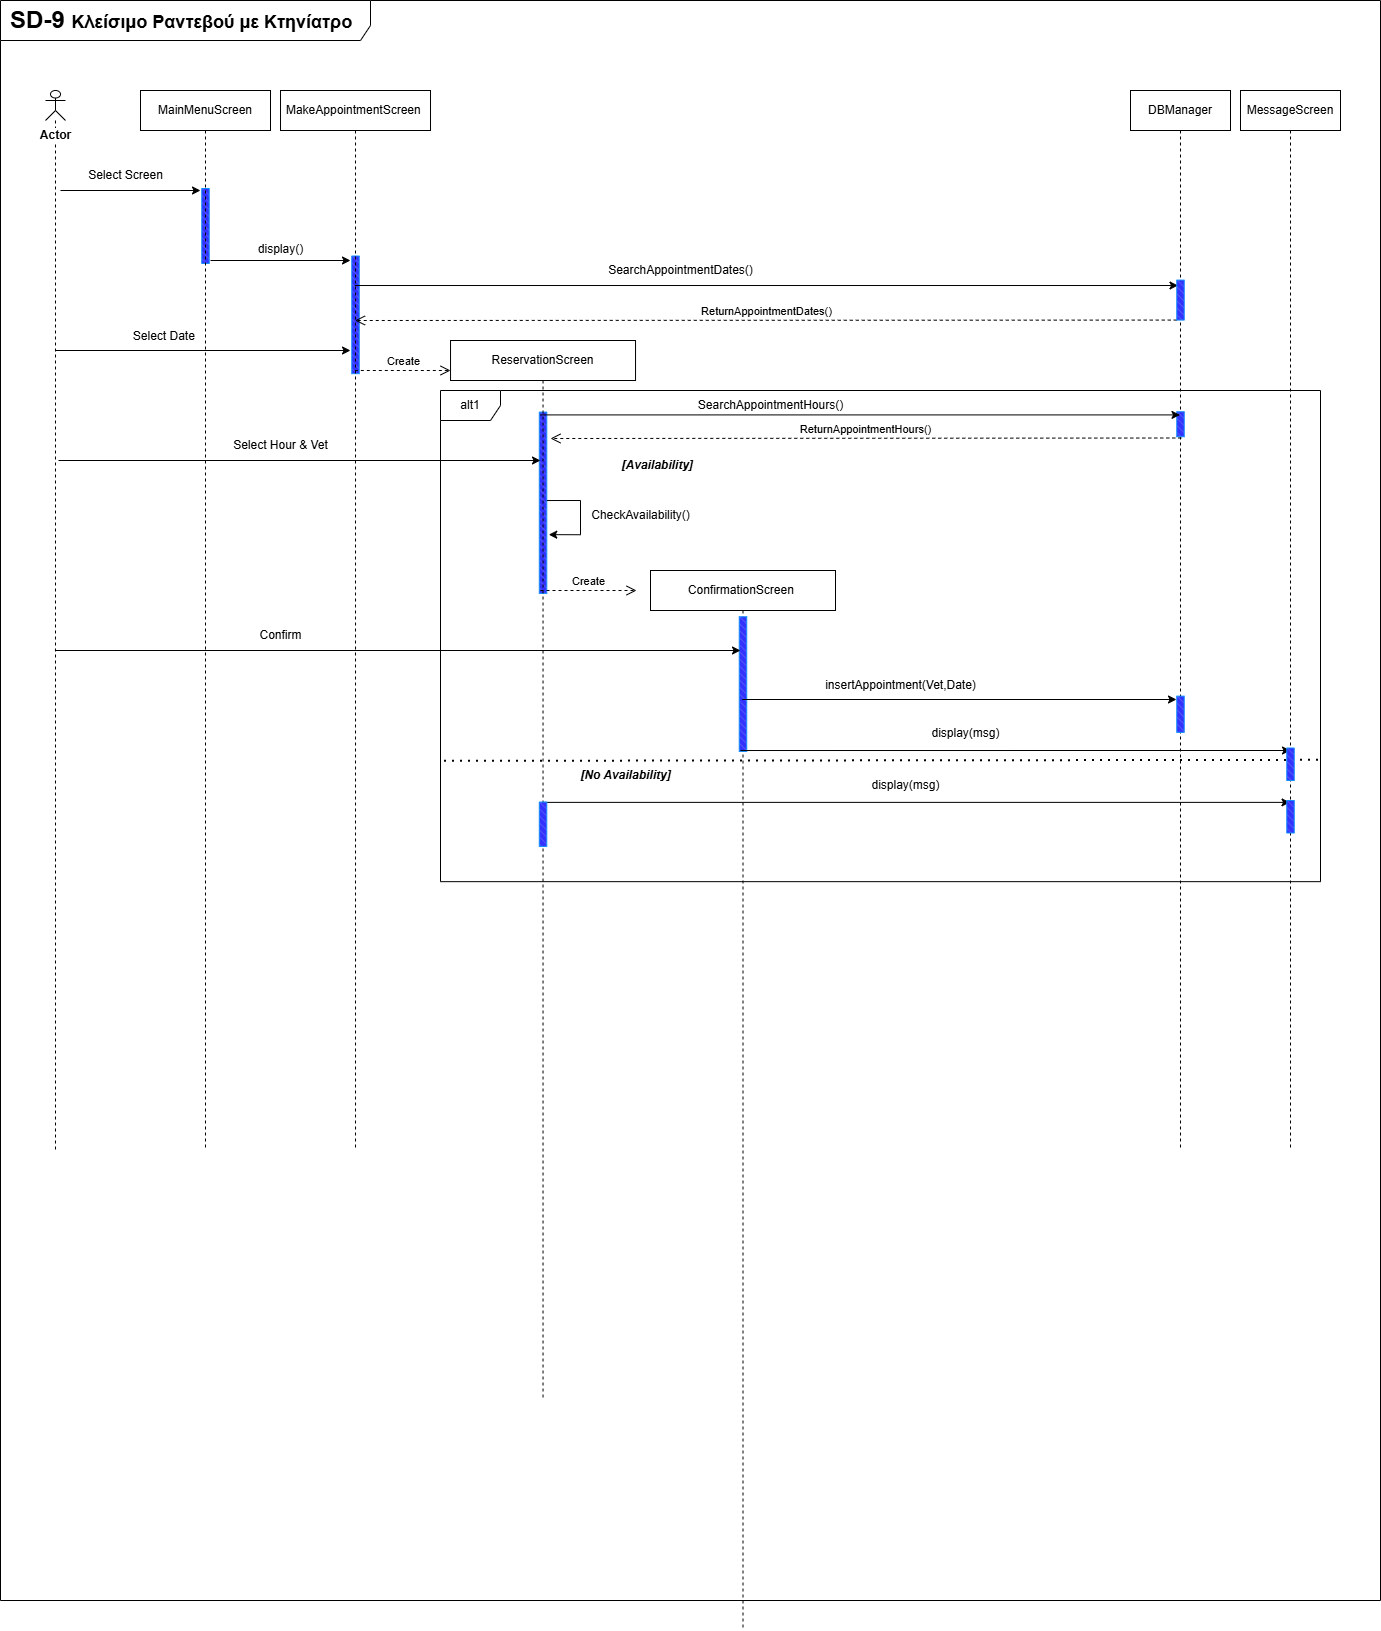 SD-9 Κλείσιμο Ραντεβού με Κτηνίατρο
Actor
MainMenuScreen
MakeAppointmentScreen
DBManager
MessageScreen
Select Screen
display()
SearchAppointmentDates()
ReturnAppointmentDates()
Select Date
Create
ReservationScreen
alt1
SearchAppointmentHours()
ReturnAppointmentHours()
Select Hour & Vet
[Availability]
CheckAvailability()
Create
ConfirmationScreen
Confirm
insertAppointment(Vet,Date)
display(msg)
[No Availability]
display(msg)